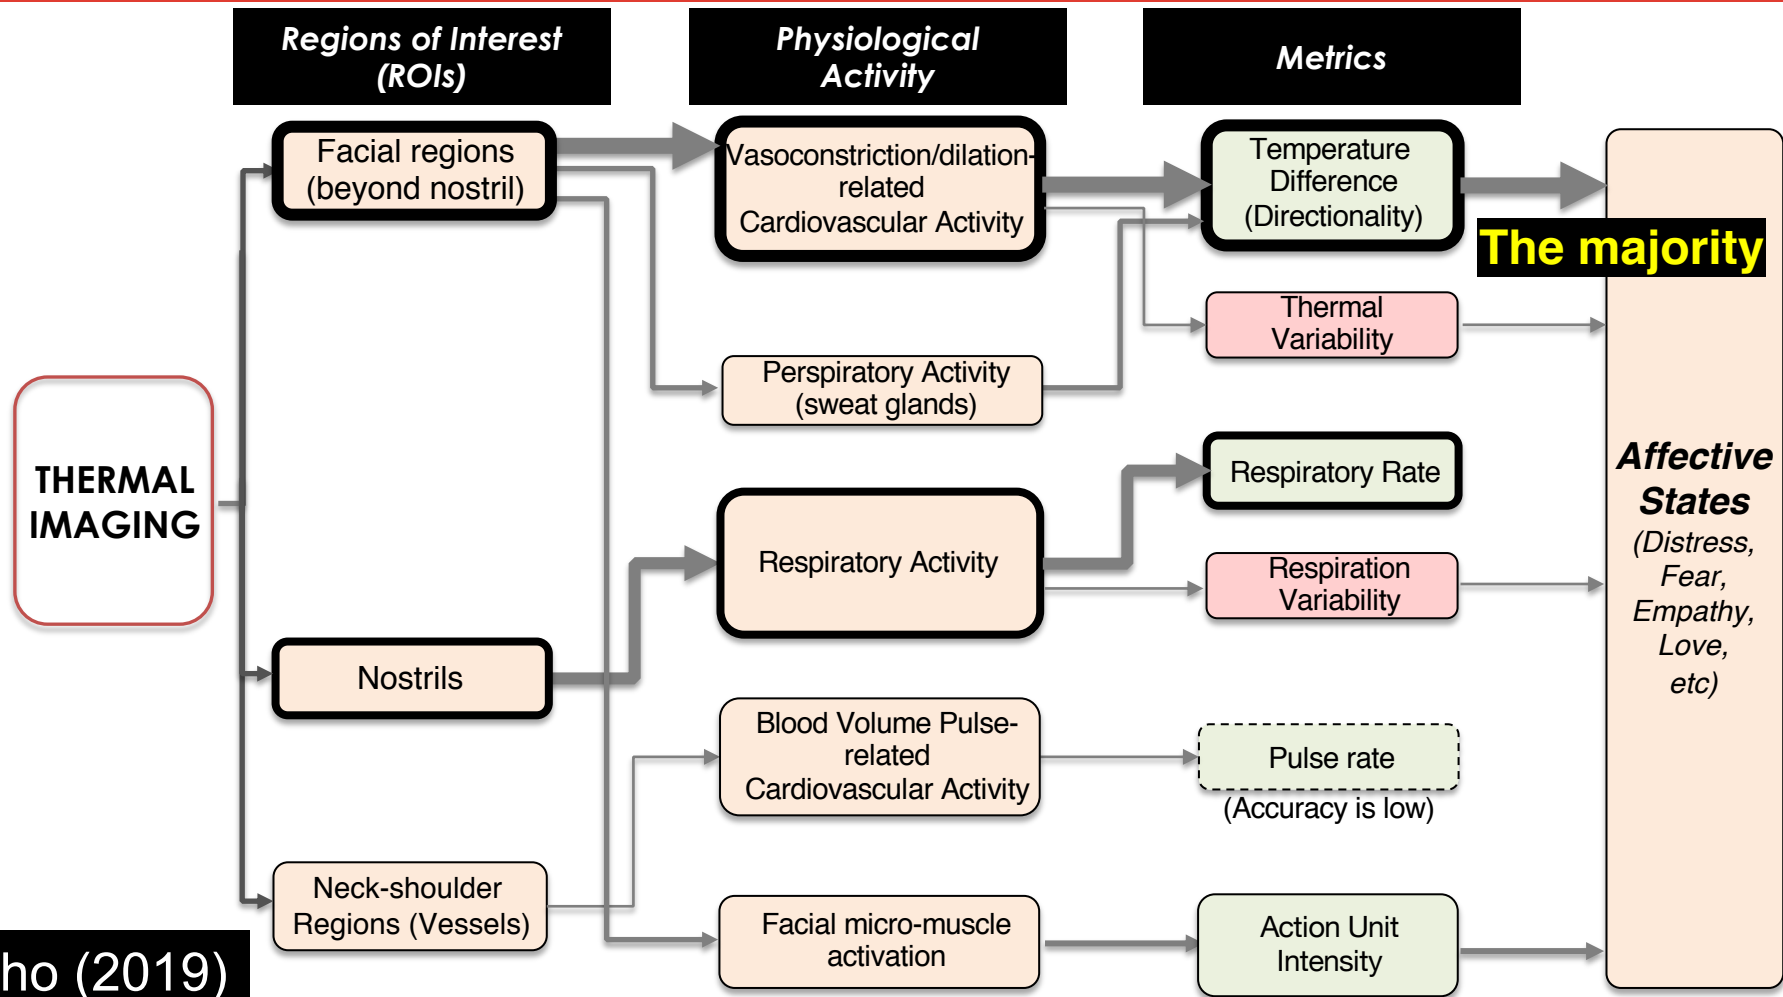 Regions of Interest
(ROIs)
Physiological
Activity
Metrics
Facial regions
(beyond nostril)
Vasoconstriction/dilation-
related
Cardiovascular Activity
Temperature
Difference
(Directionality)
The majority
Thermal
Variability
Perspiratory Activity
(sweat glands)
THERMAL
IMAGING
Respiratory Rate
Respiratory Activity
Respiration
Variability
Affective
States
(Distress,
Fear,
Empathy,
Love,
etc)
Nostrils
Blood Volume Pulse-
related
Cardiovascular Activity
Pulse rate
(Accuracy is low)
Neck-shoulder
Regions (Vessels)
Facial micro-muscle
activation
Action Unit
Intensity
ho (2019)